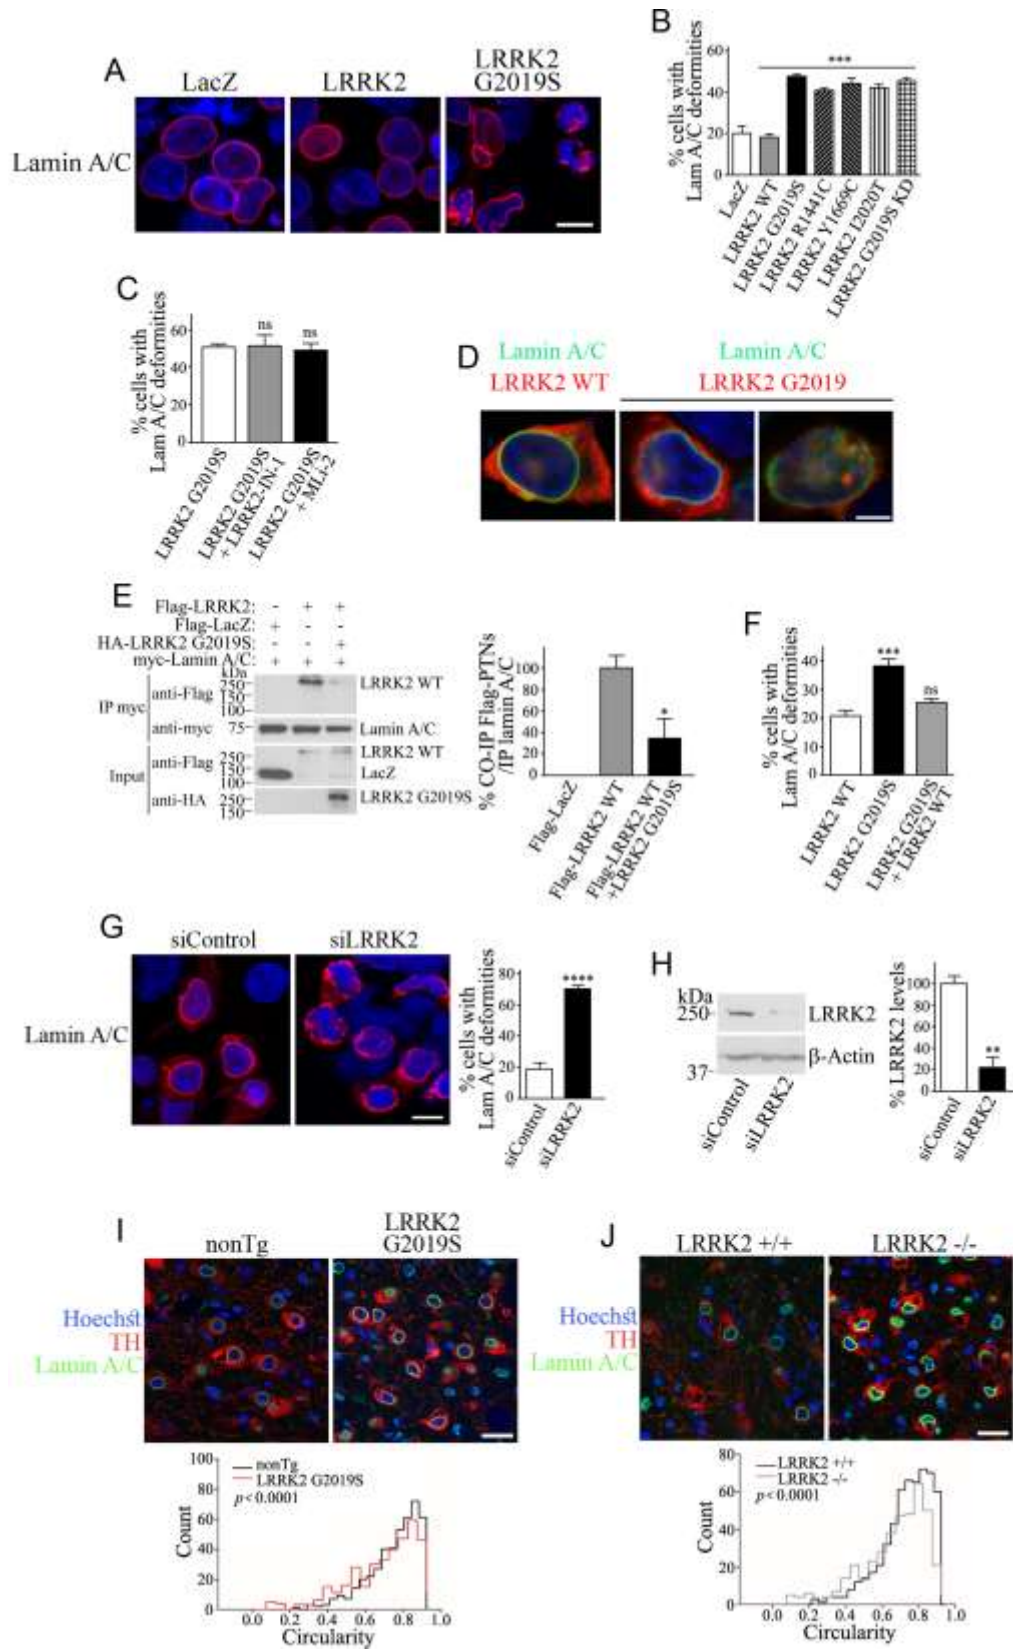 A
LacZ
LRRK2
LRRK2
G2019S
Lamin A/C
B
% cells with
Lam A/C deformities
60
40
20
0
***
LacZ
LRRK2 WT
LRRK2 G2019S
LRRK2 R1441C
LRRK2 Y1669C
LRRK2 I2020T
LRRK2 G2019S KD
C
% cells with
Lam A/C deformities
60
40
20
0
ns
ns
LRRK2 G2019S
LRRK2 G2019S
+ LRRK2-IN-1
LRRK2 G2019S
+ MLi-2
D
Lamin A/C
LRRK2 WT
Lamin A/C
LRRK2 G2019
E
Flag-LRRK2: - + +
Flag-LacZ: + - -
HA-LRRK2 G2019S: - - +
myc-Lamin A/C: + + +
kDa
IP myc
anti-Flag
250
150
100
LRRK2 WT
anti-myc
75
Lamin A/C
Input
anti-Flag
250
150
100
LRRK2 WT
LacZ
anti-HA
250
150
LRRK2 G2019S
% CO-IP Flag-PTNs
/IP lamin A/C
100
80
60
40
20
0
*
Flag-LacZ
Flag-LRRK2 WT
Flag-LRRK2 WT
+LRRK2 G2019S
F
% cells with
Lam A/C deformities
40
30
20
10
0
***
ns
LRRK2 WT
LRRK2 G2019S
LRRK2 G2019S
+ LRRK2 WT
G
siControl
siLRRK2
Lamin A/C
% cells with
Lam A/C deformities
80
60
40
20
0
****
siControl
siLRRK2
H
kDa
250
37
LRRK2
β-Actin
siControl
siLRRK2
% LRRK2 levels
100
80
60
40
20
0
**
siControl
siLRRK2
I
nonTg
LRRK2
G2019S
Hoechst
TH
Lamin A/C
Count
100
80
60
40
20
0
nonTg
LRRK2 G2019S
p<0.0001
0.0 0.2 0.4 0.6 0.8 1.0
Circularity
J
LRRK2 +/+
LRRK2 -/-
Hoechst
TH
Lamin A/C
Count
80
60
40
20
0
LRRK2 +/+
LRRK2 -/-
p<0.0001
0.0 0.2 0.4 0.6 0.8 1.0
Circularity